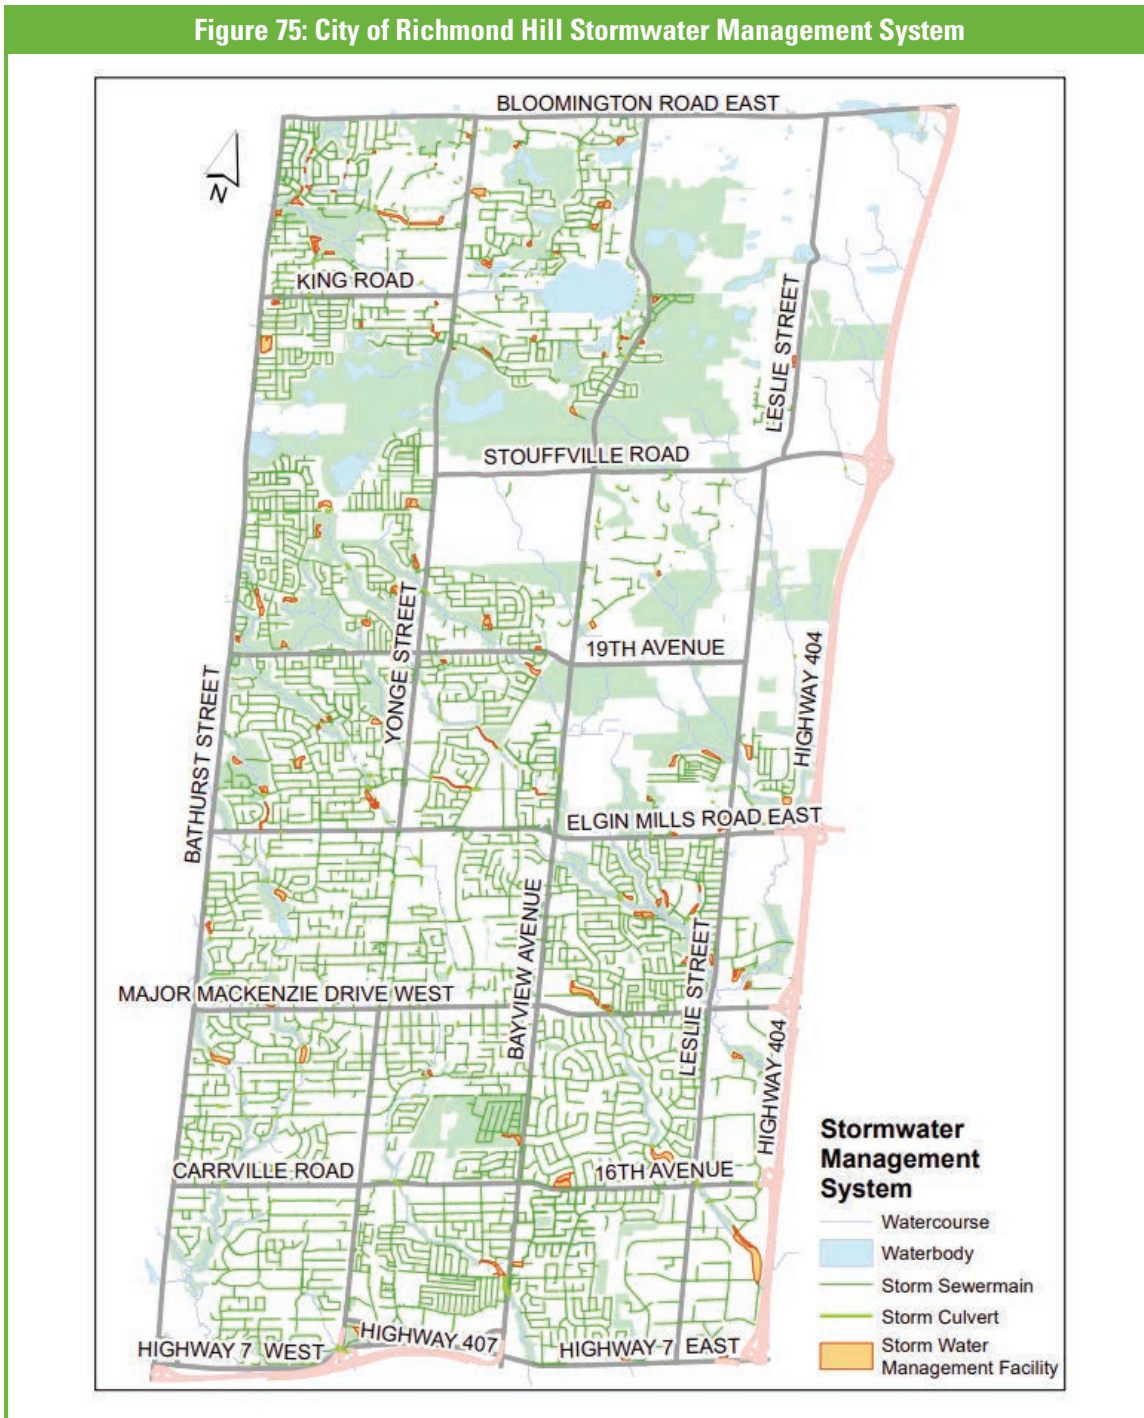 Figure 75: City of Richmond Hill Stormwater Management System
BLOOMINGTON ROAD EAST
N
KING ROAD
LESLIE STREET
STOUFFVILLE ROAD
YONGE STREET
19TH AVENUE
HIGHWAY 404
BATHURST STREET
ELGIN MILLS ROAD EAST
BAYVIEW AVENUE
LESLIE STREET
MAJOR MACKENZIE DRIVE WEST
HIGHWAY 404
CARRVILLE ROAD
16TH AVENUE
HIGHWAY 7 WEST
HIGHWAY 407
HIGHWAY 7 EAST
Stormwater
Management
System
Watercourse
Waterbody
Storm Sewermain
Storm Culvert
Storm Water
Management Facility